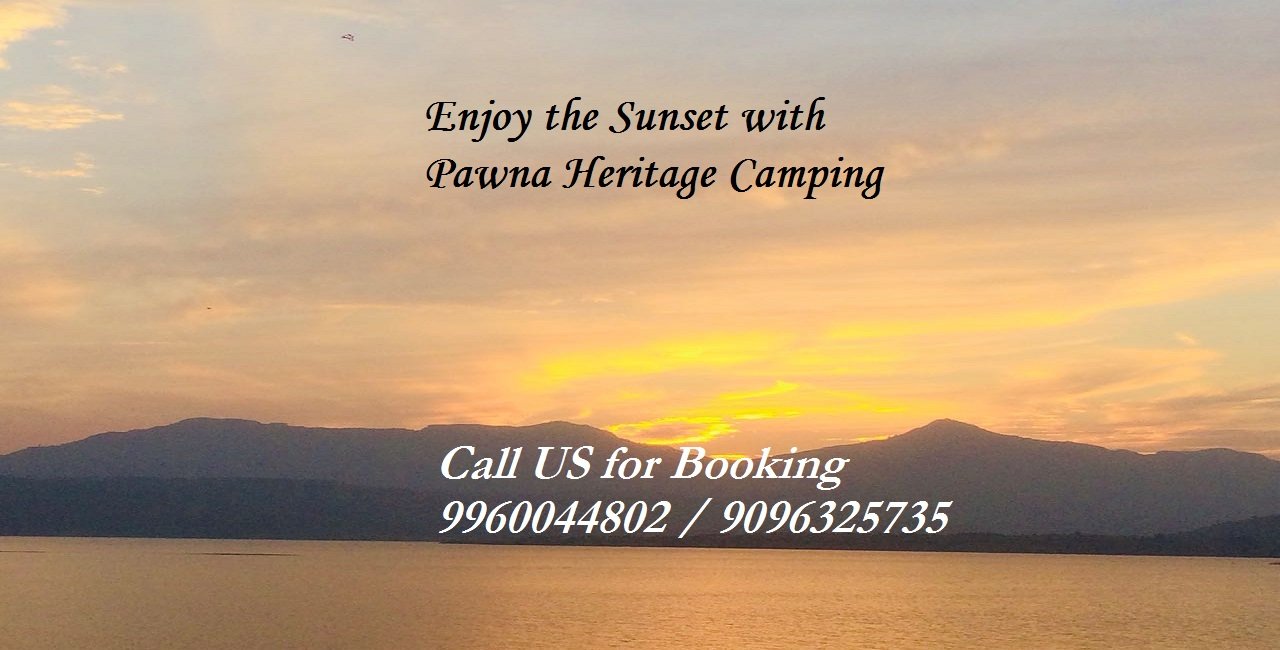 Enjoy the Sunset with
Pawna Heritage Camping
Call US for Booking
9960044802 / 9096325735